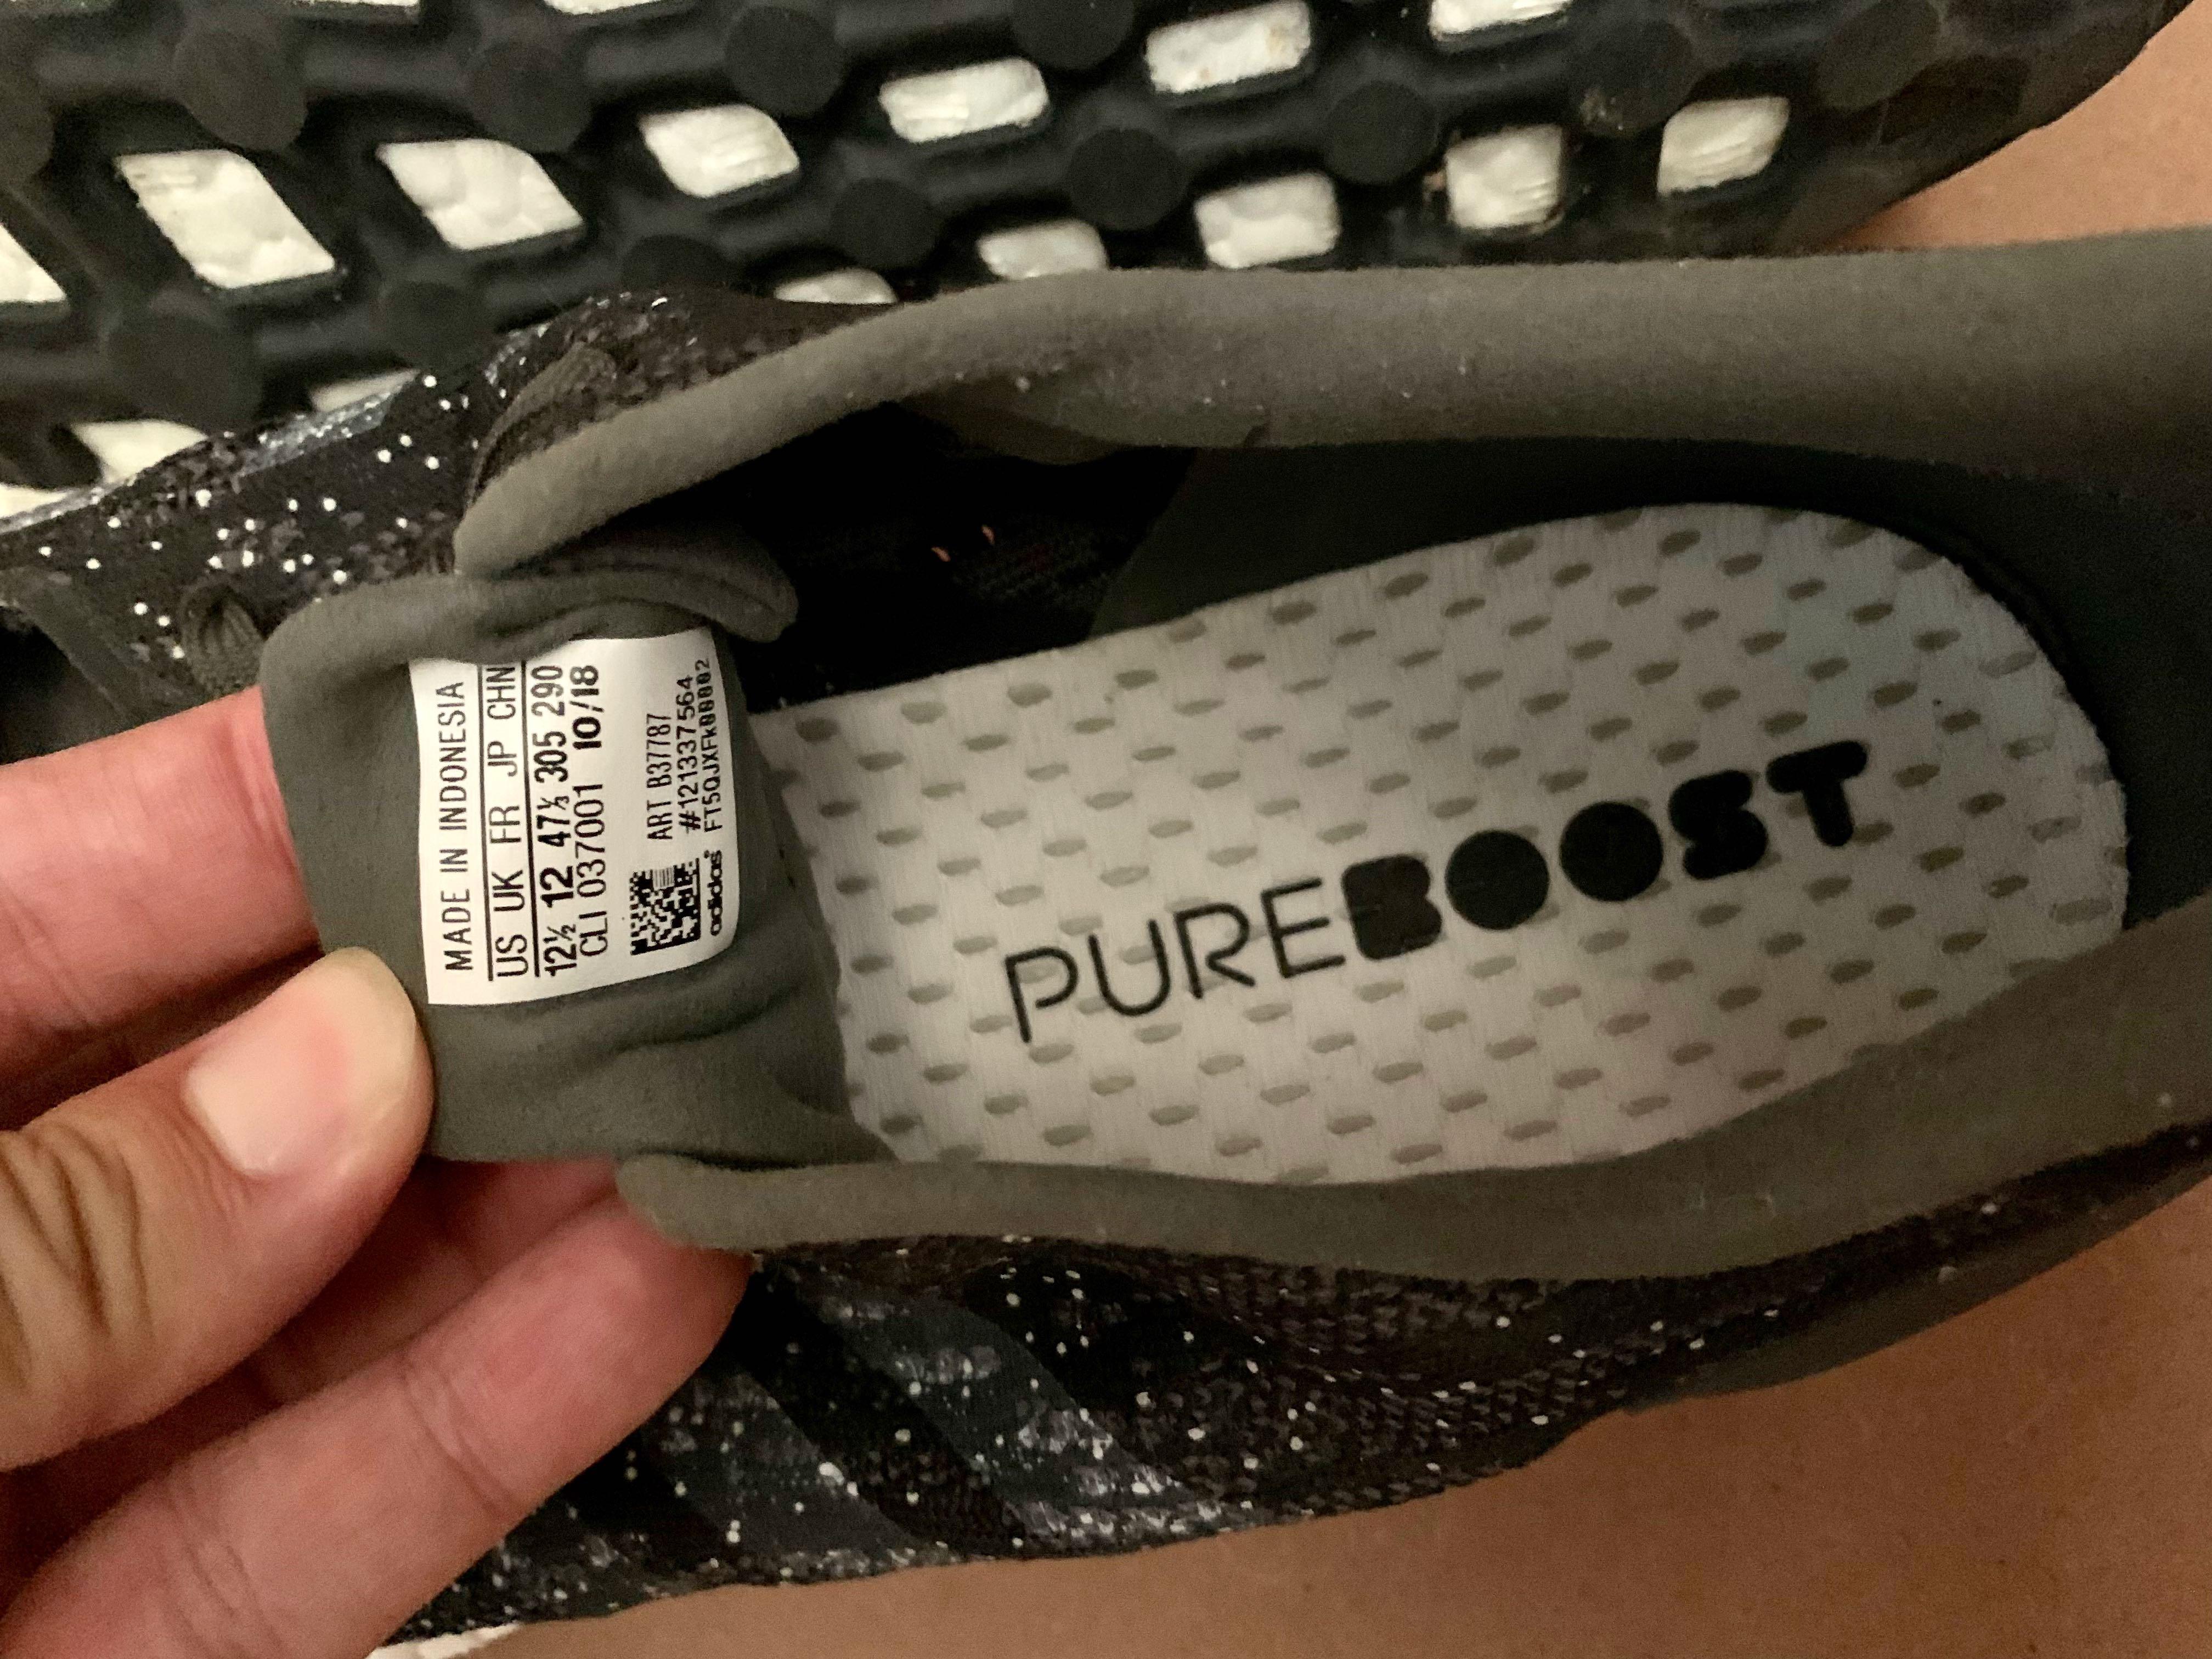 MADE IN INDONESIA
US UK FR JP CHN
12½ 12 47⅓ 305 290
CLI 037001 10/18
ART B37787
#121337564
adidas
PUREBOOST